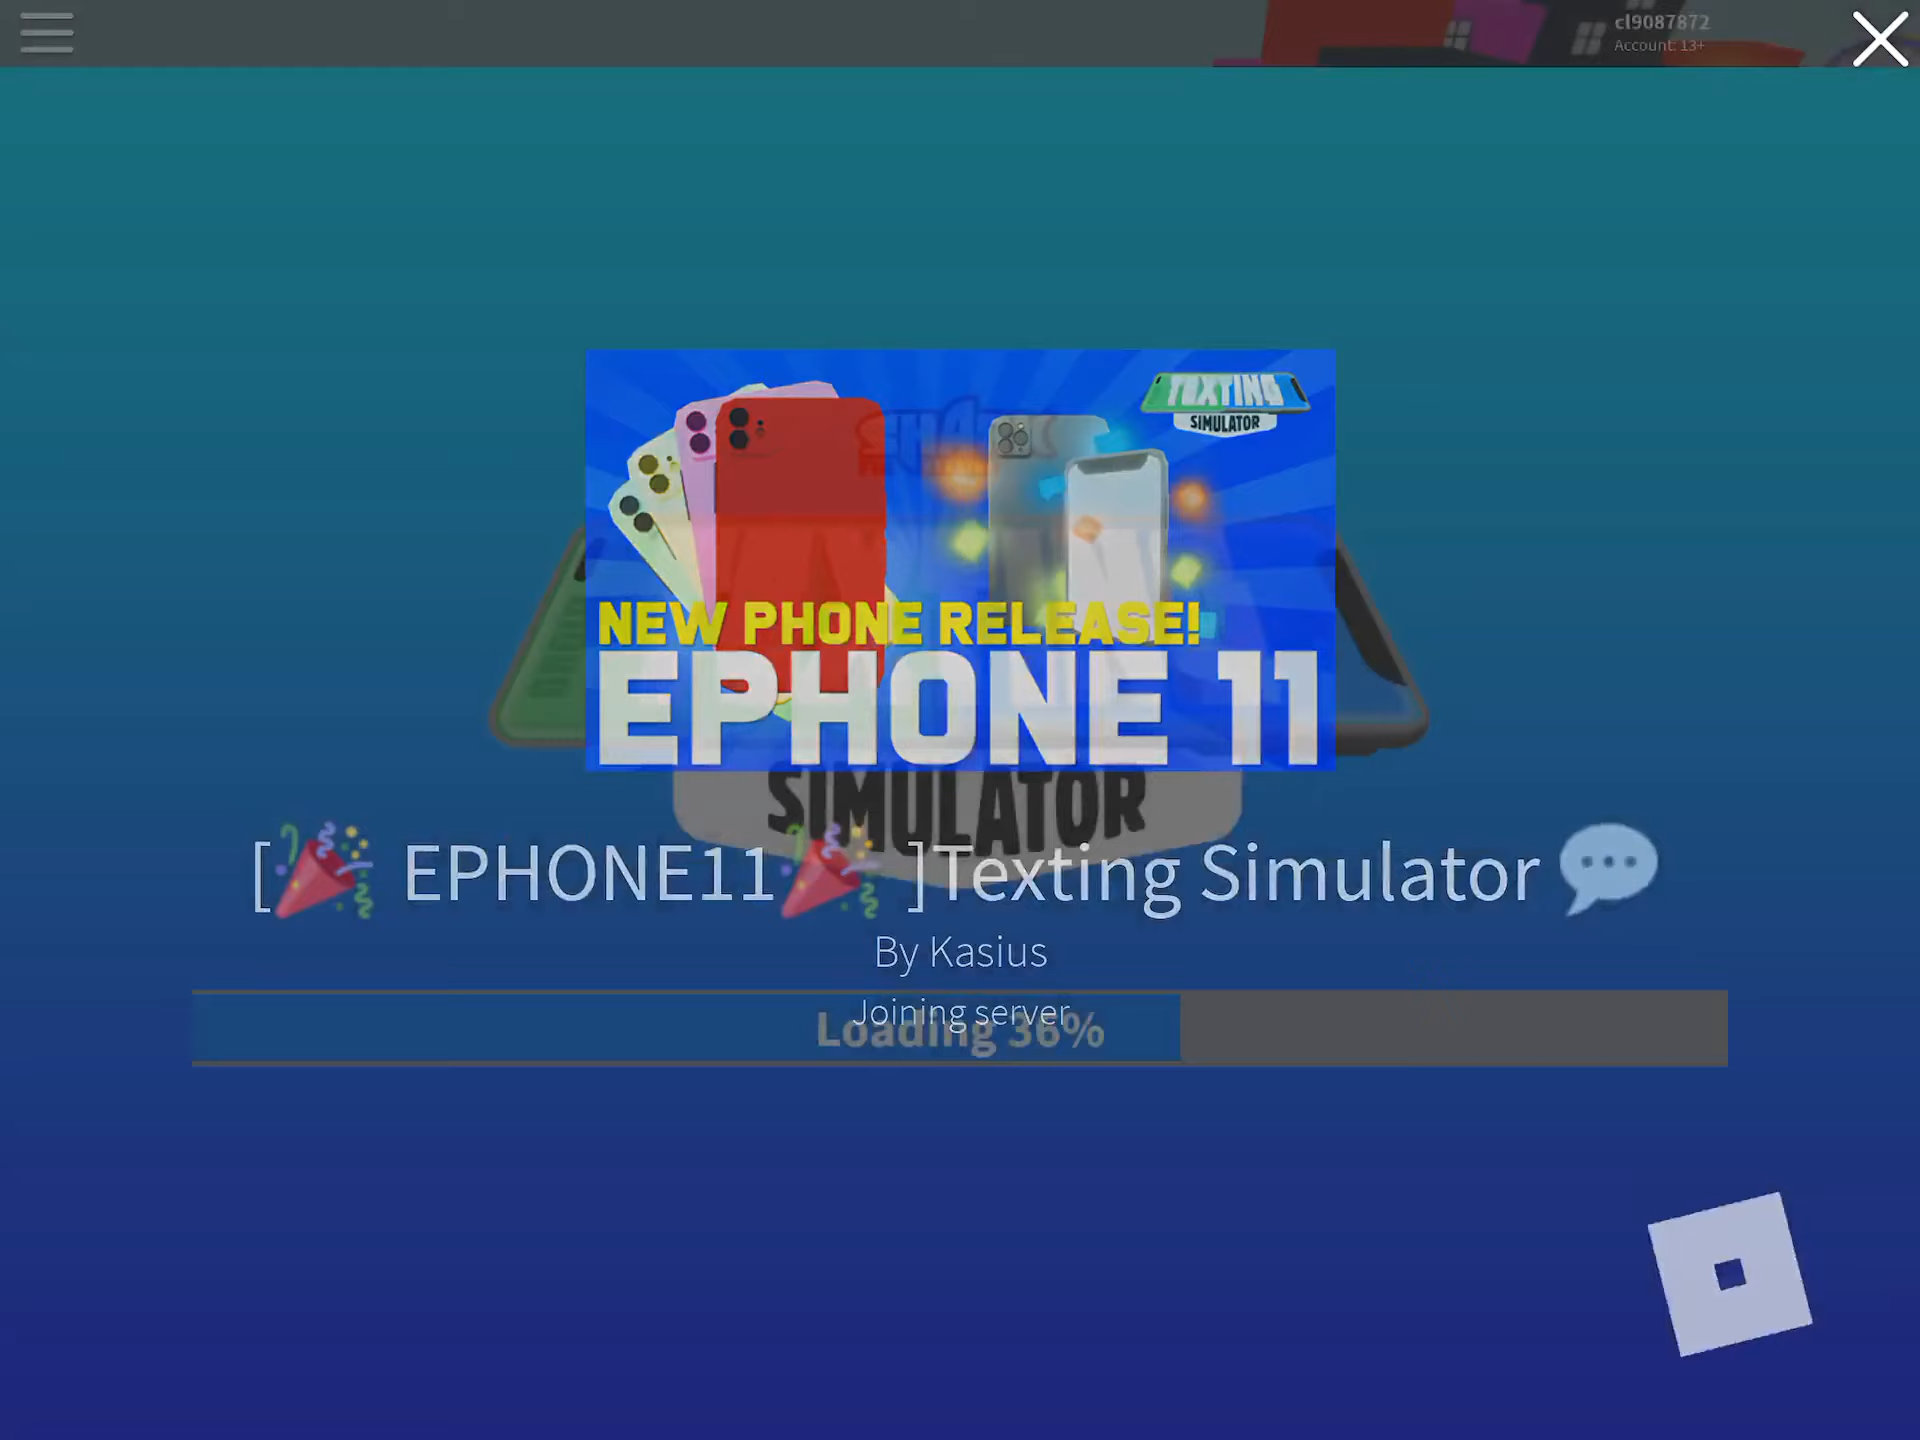 cl9087872
Account: 13+
TEXTING
SIMULATOR
NEW PHONE RELEASE!
EPHONE 11
SIMULATOR
[🎉 EPHONE11🎉 ]Texting Simulator 💬
By Kasius
Joining server
Loading 36%